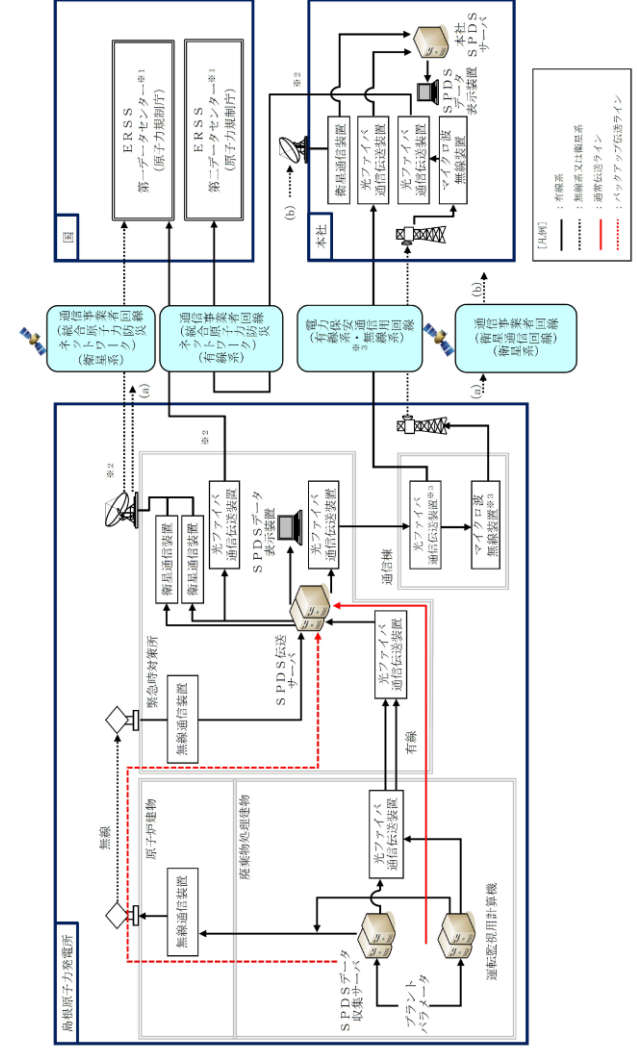 島根原子力発電所
無線
原子炉建物
無線通信装置
廃棄物処理建物
SPDSデータ
収集サーバ
プラント
パラメータ
光ファイバ
通信伝送装置
運転監視用計算機
緊急時対策所
無線通信装置
SPDS伝送
サーバ
有線
光ファイバ
通信伝送装置
※2
(a)
衛星通信装置
衛星通信装置
光ファイバ
通信伝送装置
※2
SPDSデータ
表示装置
光ファイバ
通信伝送装置
通信棟
光ファイバ
通信伝送装置※3
マイクロ波
無線装置※3
通信事業者回線
(統合原子力防災
ネットワーク)
(衛星系)
通信事業者回線
(統合原子力防災
ネットワーク)
(有線系)
電力保安通信用回線
(有線系・無線系)
※3
(a)
通信事業者回線
(衛星通信回線)
(衛星系)
(b)
国
ERSS
第一データセンター※1
(原子力規制庁)
ERSS
第二データセンター※1
(原子力規制庁)
※2
本社
(b)
衛星通信装置
光ファイバ
通信伝送装置
光ファイバ
通信伝送装置
マイクロ波
無線装置
本社
SPDS
サーバ
SPDS
データ
表示装置
[凡例]
:有線系
:無線系又は衛星系
:通常伝送ライン
:バックアップ伝送ライン